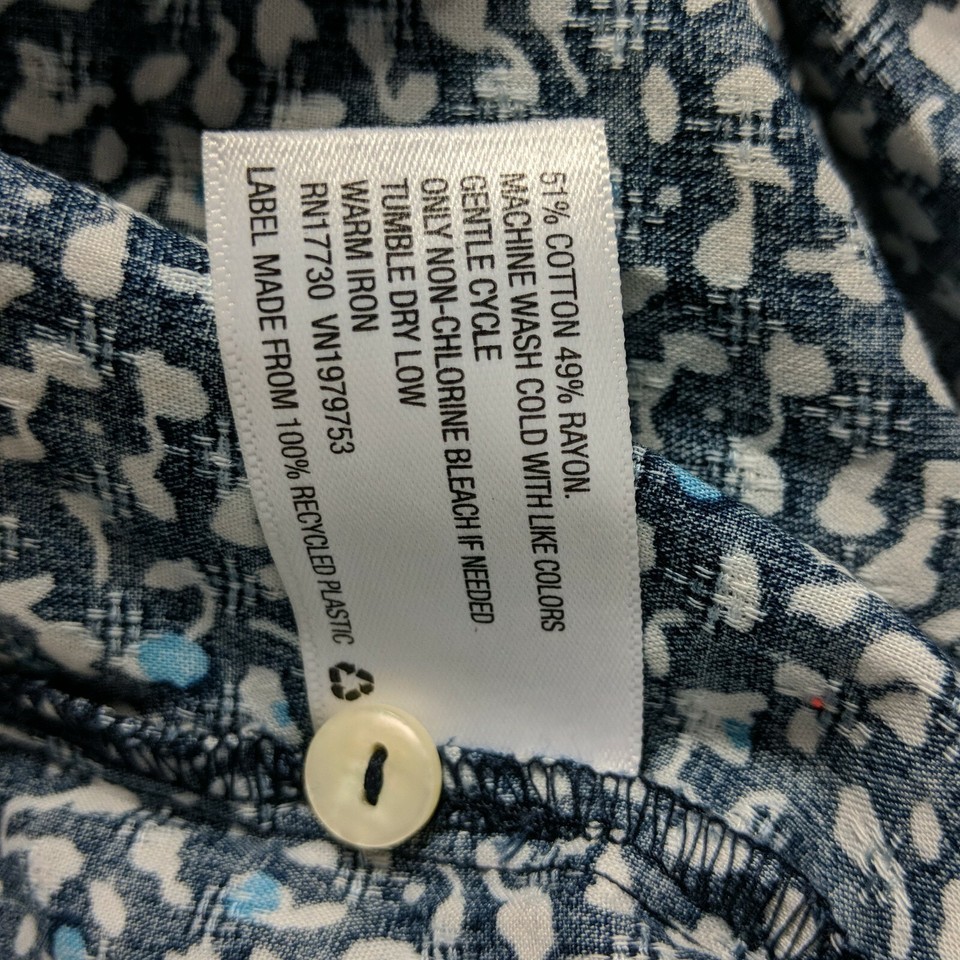 51% COTTON 49% RAYON.
MACHINE WASH COLD WITH LIKE COLORS
GENTLE CYCLE
ONLY NON-CHLORINE BLEACH IF NEEDED
TUMBLE DRY LOW
WARM IRON
RN17730 VN1979753
LABEL MADE FROM 100% RECYCLED PLASTIC